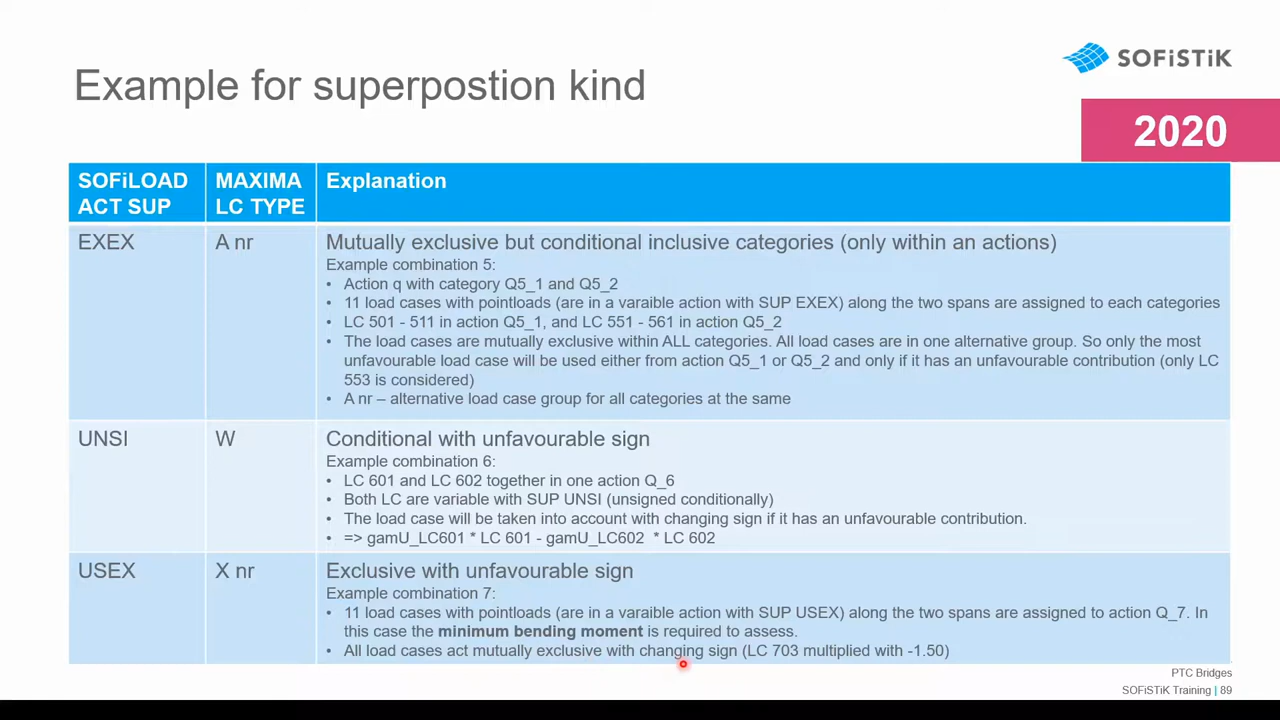 Example for superpostion kind
SOFiSTiK
2020
SOFiLOAD
ACT SUP
MAXIMA
LC TYPE
Explanation
EXEX
A nr
Mutually exclusive but conditional inclusive categories (only within an actions)
Example combination 5:
• Action q with category Q5_1 and Q5_2
• 11 load cases with pointloads (are in a varaible action with SUP EXEX) along the two spans are assigned to each categories
• LC 501 - 511 in action Q5_1, and LC 551 - 561 in action Q5_2
• The load cases are mutually exclusive within ALL categories. All load cases are in one alternative group. So only the most
unfavourable load case will be used either from action Q5_1 or Q5_2 and only if it has an unfavourable contribution (only LC
553 is considered)
• A nr – alternative load case group for all categories at the same
UNSI
W
Conditional with unfavourable sign
Example combination 6:
• LC 601 and LC 602 together in one action Q_6
• Both LC are variable with SUP UNSI (unsigned conditionally)
• The load case will be taken into account with changing sign if it has an unfavourable contribution.
• => gamU_LC601 * LC 601 - gamU_LC602 * LC 602
USEX
X nr
Exclusive with unfavourable sign
Example combination 7:
• 11 load cases with pointloads (are in a varaible action with SUP USEX) along the two spans are assigned to action Q_7. In
this case the minimum bending moment is required to assess.
• All load cases act mutually exclusive with changing sign (LC 703 multiplied with -1.50)
PTC Bridges
SOFiSTiK Training | 89